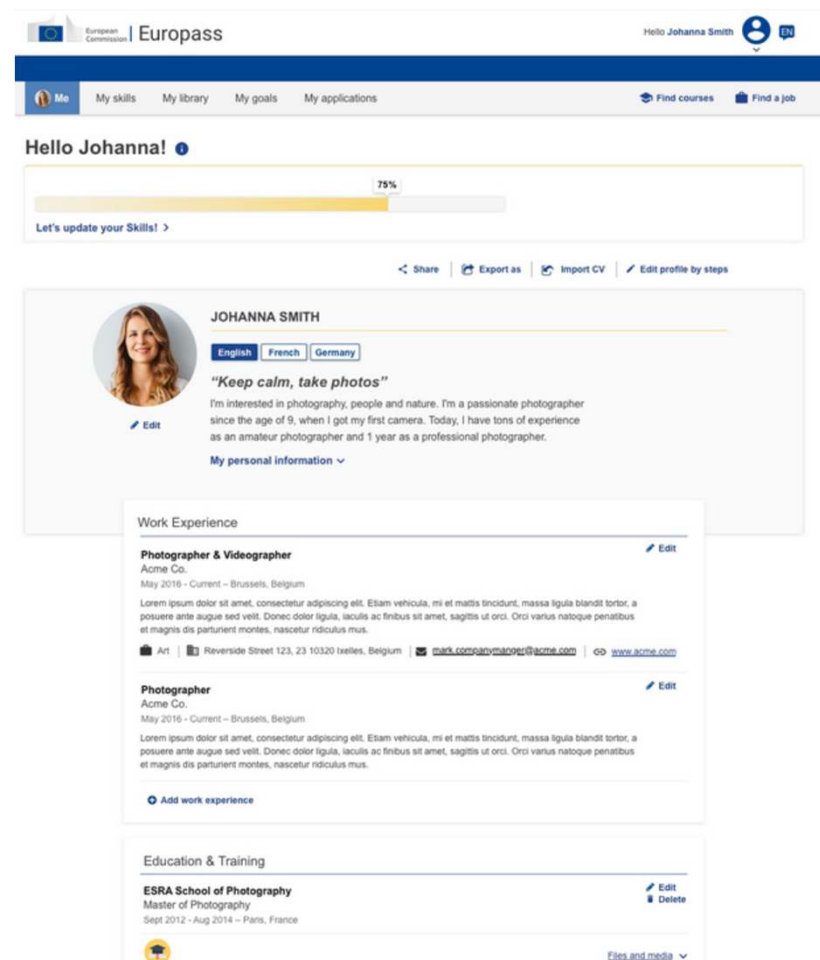 European
Commission
Europass
Hello Johanna Smith
EN
Me
My skills
My library
My goals
My applications
Find courses
Find a job
Hello Johanna!
75%
Let's update your Skills!
Share
Export as
Import CV
Edit profile by steps
JOHANNA SMITH
English
French
Germany
“Keep calm, take photos”
I'm interested in photography, people and nature. I'm a passionate photographer
since the age of 9, when I got my first camera. Today, I have tons of experience
as an amateur photographer and 1 year as a professional photographer.
Edit
My personal information
Work Experience
Edit
Photographer & Videographer
Acme Co.
May 2016 - Current – Brussels, Belgium
Lorem ipsum dolor sit amet, consectetur adipiscing elit. Etiam vehicula, mi et mattis tincidunt, massa ligula blandit tortor, a
posuere ante augue sed velit. Donec dolor ligula, iaculis ac finibus sit amet, sagittis ut orci. Orci varius natoque penatibus
et magnis dis parturient montes, nascetur ridiculus mus.
Art
Reverside Street 123, 23 10320 Ixelles, Belgium
mark.companymanger@acme.com
www.acme.com
Photographer
Edit
Acme Co.
May 2016 - Current – Brussels, Belgium
Lorem ipsum dolor sit amet, consectetur adipiscing elit. Etiam vehicula, mi et mattis tincidunt, massa ligula blandit tortor, a
posuere ante augue sed velit. Donec dolor ligula, iaculis ac finibus sit amet, sagittis ut orci. Orci varius natoque penatibus
et magnis dis parturient montes, nascetur ridiculus mus.
Add work experience
Education & Training
ESRA School of Photography
Edit
Delete
Master of Photography
Sept 2012 - Aug 2014 – Paris, France
Files and media